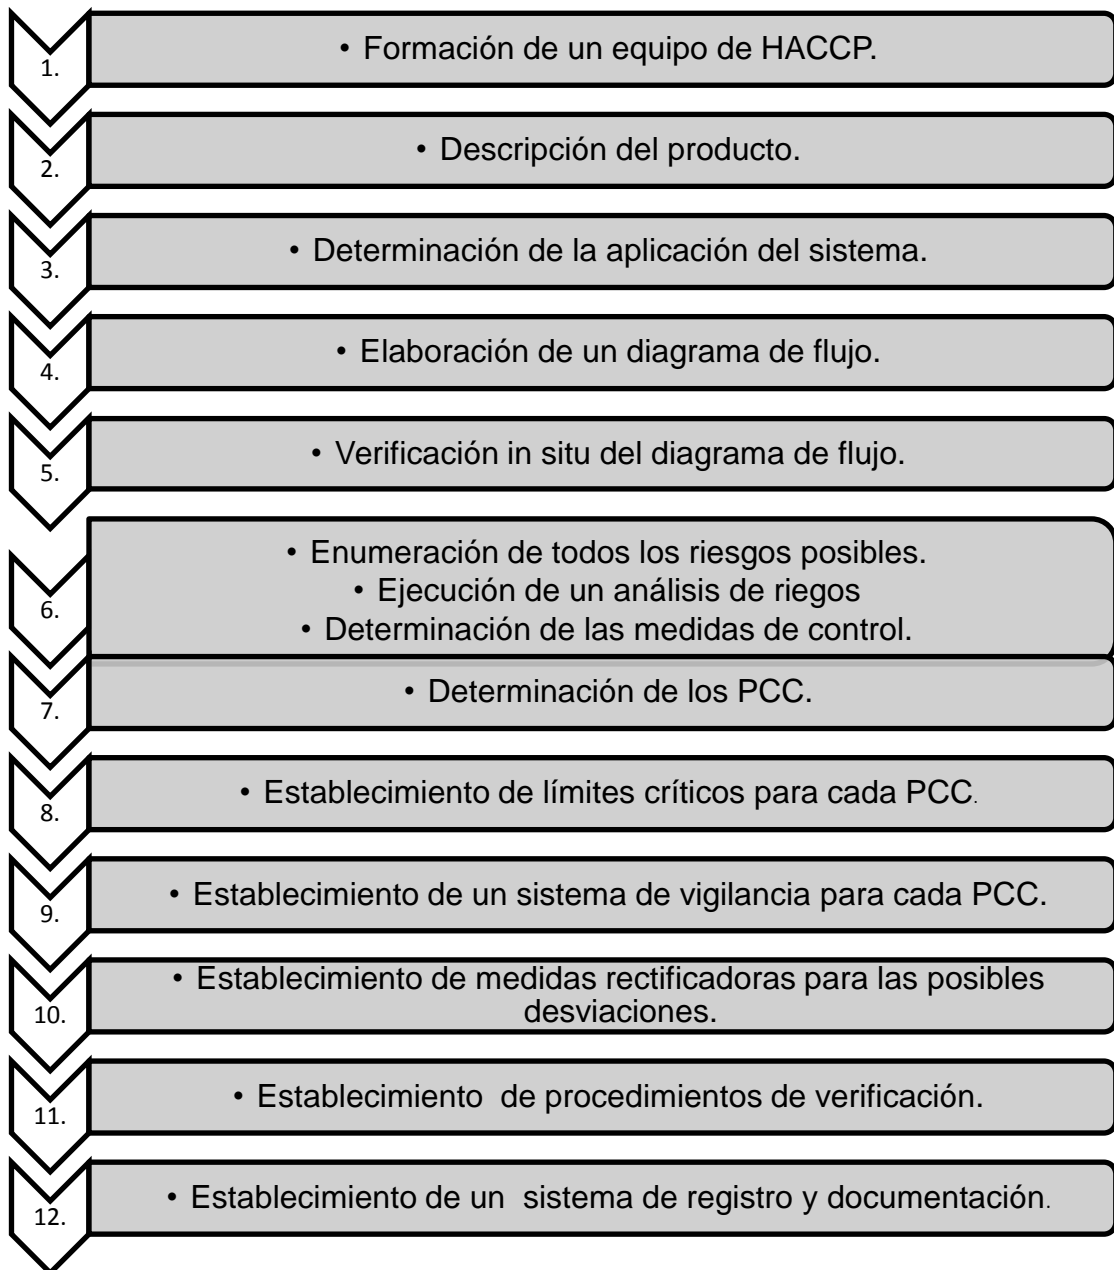 1.
• Formación de un equipo de HACCP.
2.
• Descripción del producto.
3.
• Determinación de la aplicación del sistema.
4.
• Elaboración de un diagrama de flujo.
5.
• Verificación in situ del diagrama de flujo.
6.
• Enumeración de todos los riesgos posibles.
• Ejecución de un análisis de riegos
• Determinación de las medidas de control.
7.
• Determinación de los PCC.
8.
• Establecimiento de límites críticos para cada PCC.
9.
• Establecimiento de un sistema de vigilancia para cada PCC.
10.
• Establecimiento de medidas rectificadoras para las posibles
desviaciones.
11.
• Establecimiento de procedimientos de verificación.
12.
• Establecimiento de un sistema de registro y documentación.